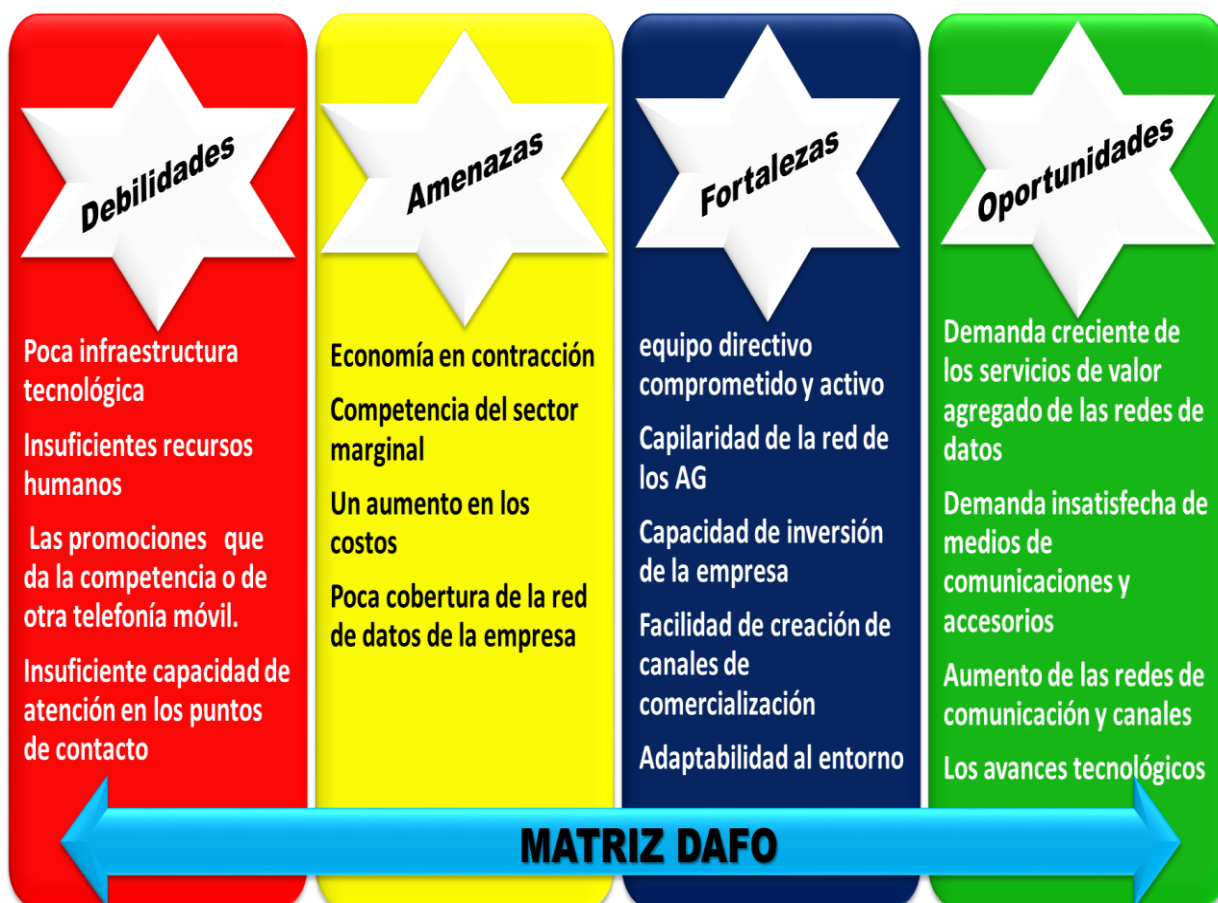 Debilidades
Poca infraestructura
tecnológica
Insuficientes recursos
humanos
Las promociones que
da la competencia o de
otra telefonía móvil.
Insuficiente capacidad de
atención en los puntos
de contacto
Amenazas
Economía en contracción
Competencia del sector
marginal
Un aumento en los
costos
Poca cobertura de la red
de datos de la empresa
Fortalezas
equipo directivo
comprometido y activo
Capilaridad de la red de
los AG
Capacidad de inversión
de la empresa
Facilidad de creación de
canales de
comercialización
Adaptabilidad al entorno
Oportunidades
Demanda creciente de
los servicios de valor
agregado de las redes de
datos
Demanda insatisfecha de
medios de
comunicaciones y
accesorios
Aumento de las redes de
comunicación y canales
Los avances tecnológicos
MATRIZ DAFO